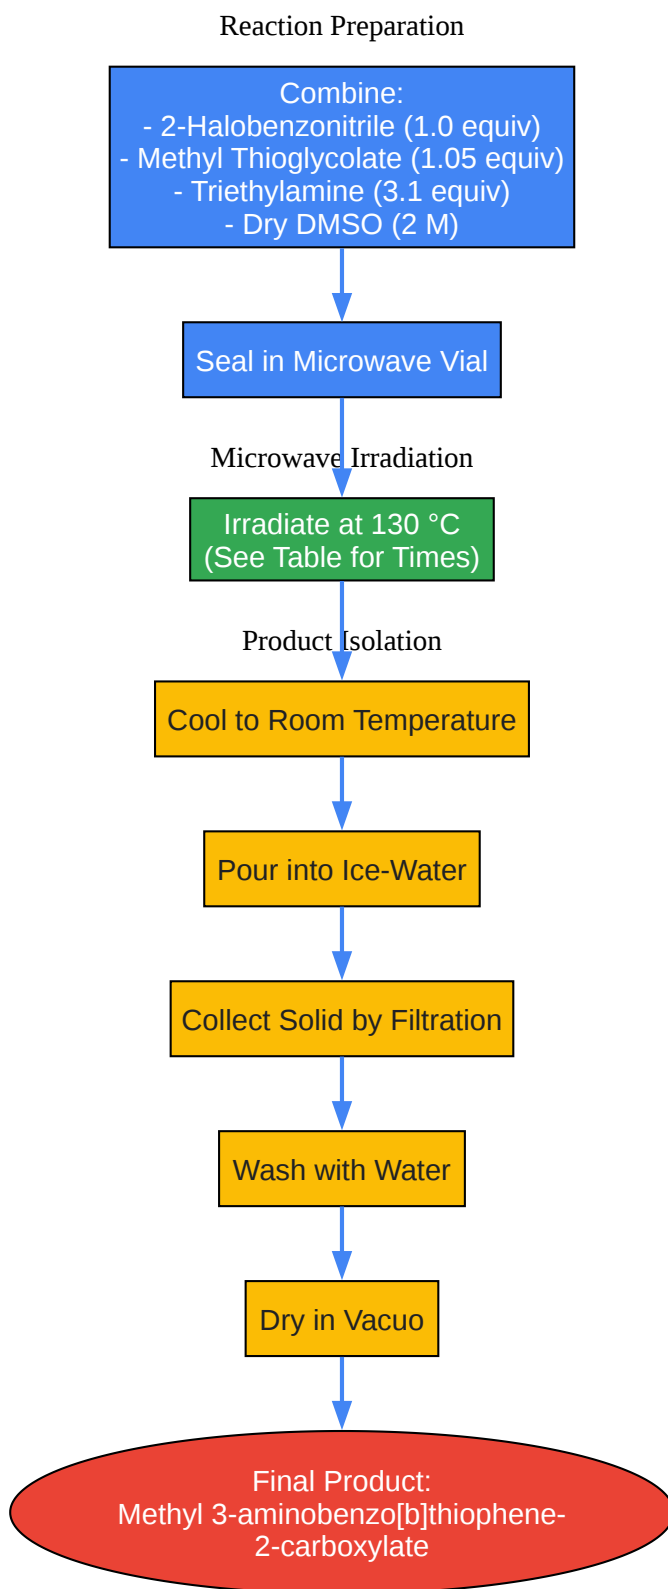 Reaction Preparation
Combine:
- 2-Halobenzonitrile (1.0 equiv)
- Methyl Thioglycolate (1.05 equiv)
- Triethylamine (3.1 equiv)
- Dry DMSO (2 M)
Seal in Microwave Vial
Microwave Irradiation
Irradiate at 130 °C
(See Table for Times)
Product Isolation
Cool to Room Temperature
Pour into Ice-Water
Collect Solid by Filtration
Wash with Water
Dry in Vacuo
Final Product:
Methyl 3-aminobenzo[b]thiophene-
2-carboxylate